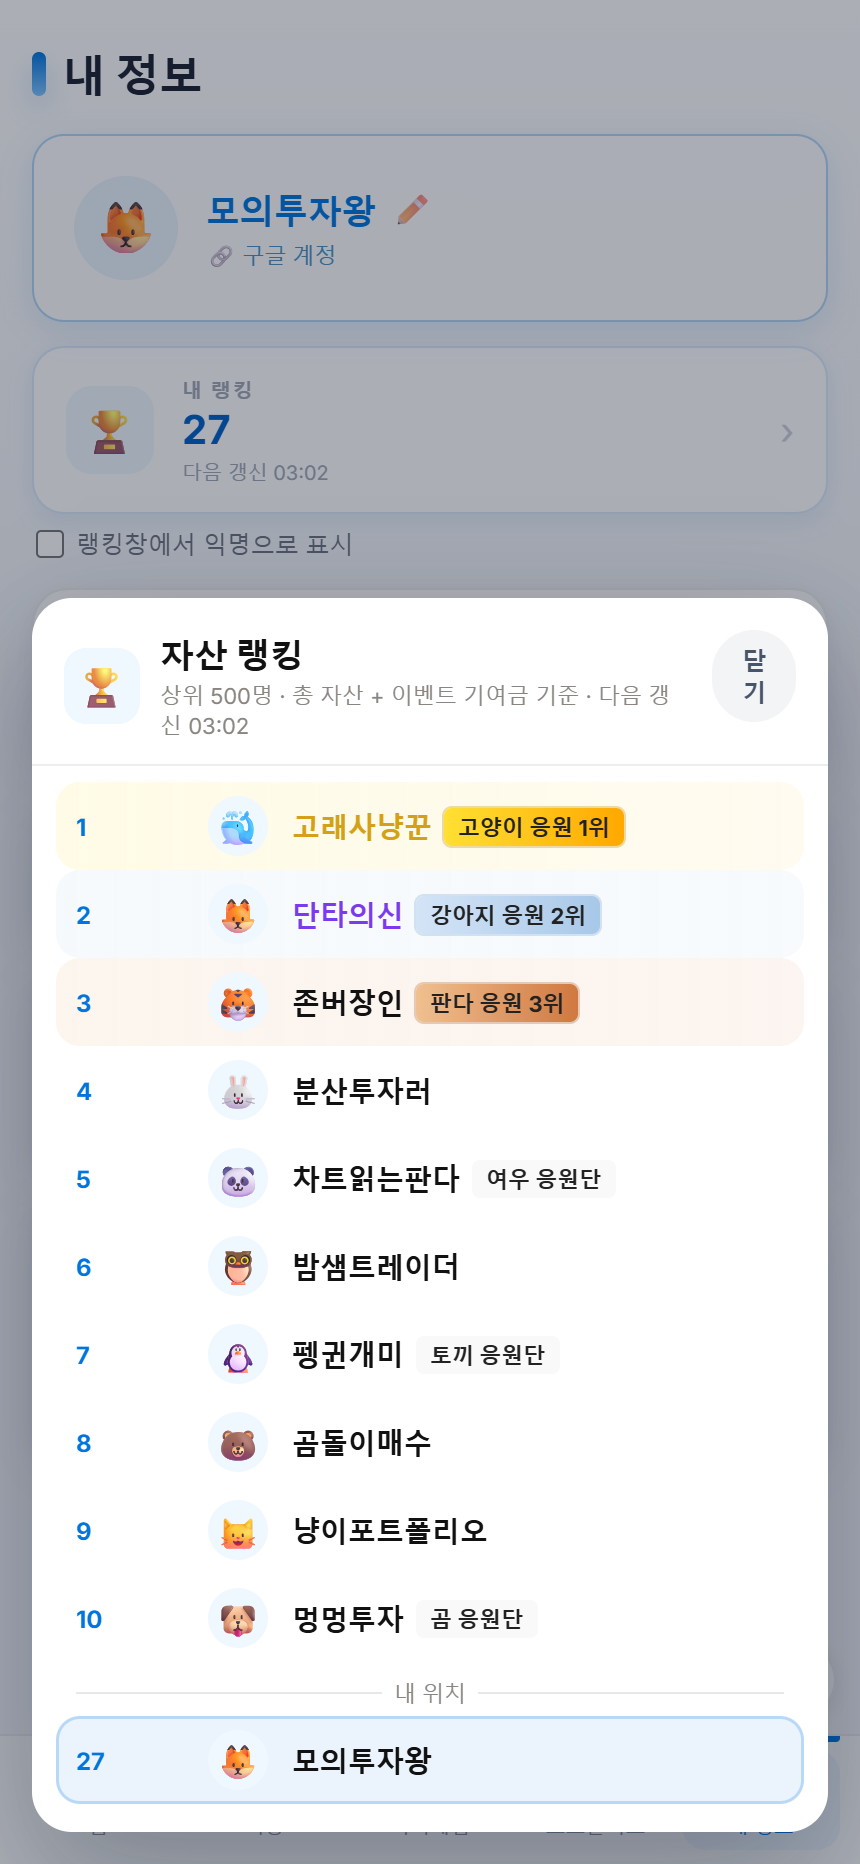 내 정보
모의투자왕
구글 계정
내 랭킹
27
다음 갱신 03:02
랭킹창에서 익명으로 표시
자산 랭킹
상위 500명 · 총 자산 + 이벤트 기여금 기준 · 다음 갱
신 03:02
닫
기
1 고래사냥꾼 고양이 응원 1위
2 단타의신 강아지 응원 2위
3 존버장인 판다 응원 3위
4 분산투자러
5 차트읽는판다 여우 응원단
6 밤샘트레이더
7 펭귄개미 토끼 응원단
8 곰돌이매수
9 냥이포트폴리오
10 멍멍투자 곰 응원단
내 위치
27 모의투자왕